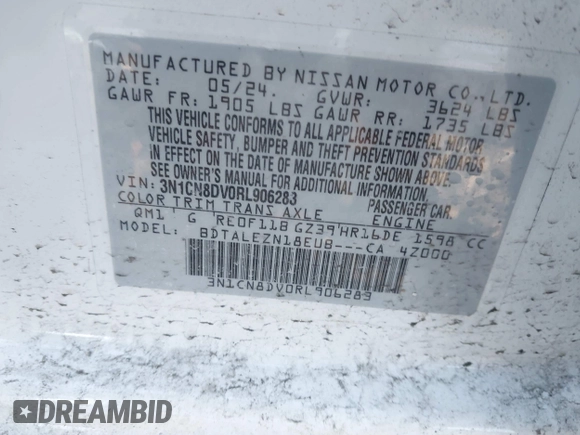 MANUFACTURED BY NISSAN MOTOR CO.,LTD.
DATE: 05/24. GVWR: 3624 LBS
GAWR FR: 1905 LBS GAWR RR: 1735 LBS
THIS VEHICLE CONFORMS TO ALL APPLICABLE FEDERAL MOTOR
VEHICLE SAFETY, BUMPER AND THEFT PREVENTION STANDARDS
IN EFFECT ON THE DATE OF MANUFACTURE SHOWN ABOVE.
SEE OWNER'S MANUAL FOR ADDITIONAL INFORMATION.
VIN: 3N1CN8DV0RL906283 PASSENGER CAR
COLOR TRIM TRANS AXLE ENGINE
QM1 G RE0F11B GZ39 HR16DE 1598 CC
MODEL: BDTALEZN18EU8---CA 4Z000
3N1CN8DV0RL906283
DREAMBID